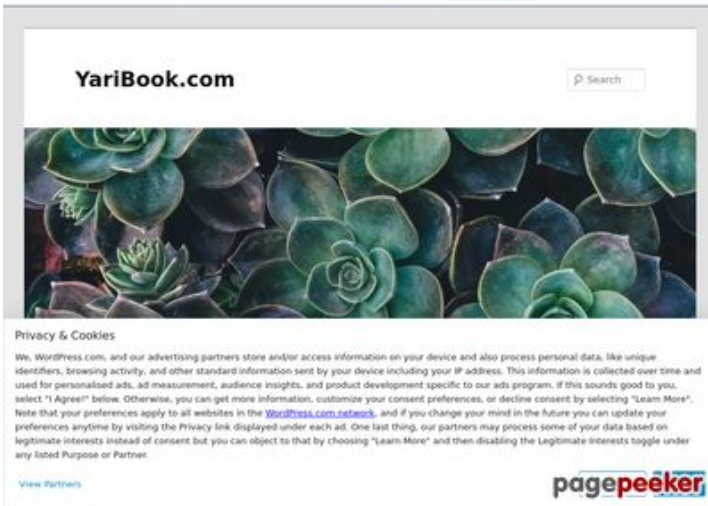 YariBook.com
Search
Privacy & Cookies
We, WordPress.com, and our advertising partners store and/or access information on your device and also process personal data, like unique
identifiers, browsing activity, and other standard information sent by your device including your IP address. This information is collected over time and
used for personalised ads, ad measurement, audience insights, and product development specific to our ads program. If this sounds good to you,
select "I Agree!" below. Otherwise, you can get more information, customize your consent preferences, or decline consent by selecting "Learn More".
Note that your preferences apply to all websites in the WordPress.com network, and if you change your mind in the future you can update your
preferences anytime by visiting the Privacy link displayed under each ad. One last thing, our partners may process some of your data based on
legitimate interests instead of consent but you can object to that by choosing "Learn More" and then disabling the Legitimate Interests toggle under
any listed Purpose or Partner.
View Partners
pagepeeker